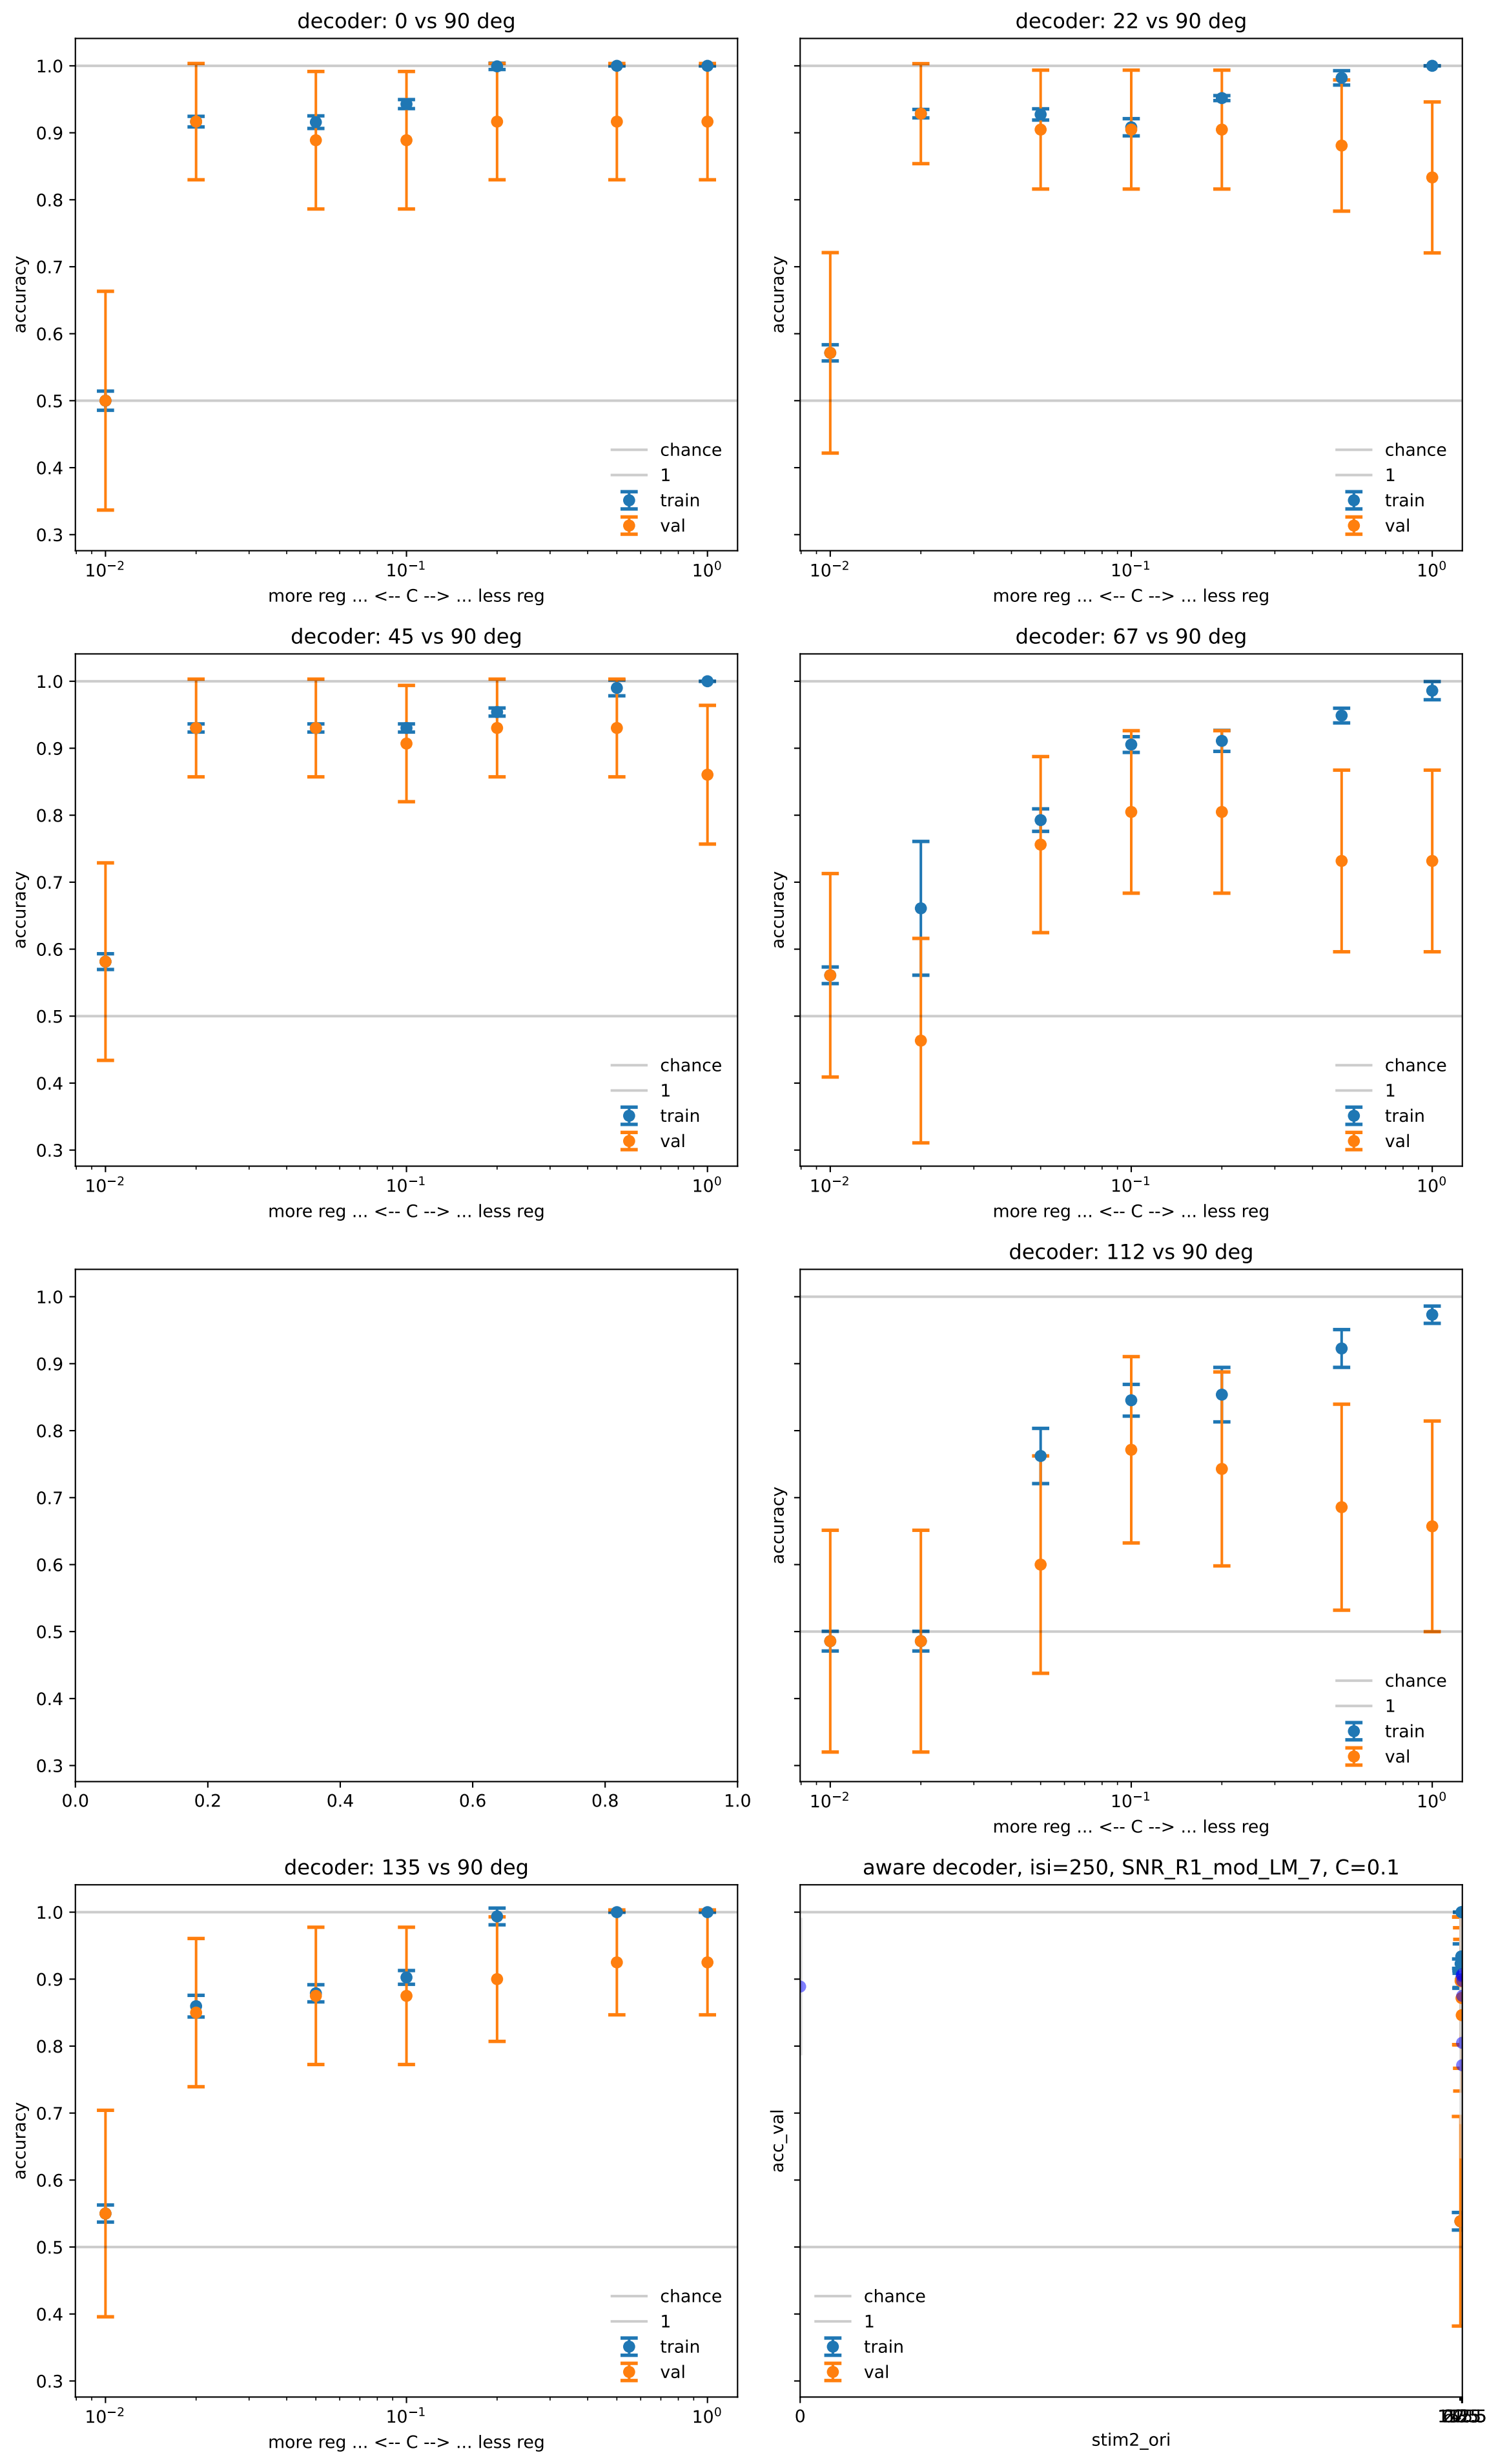 decoder: 0 vs 90 deg
accuracy
1.0
0.9
0.8
0.7
0.6
0.5
0.4
0.3
chance
1
train
val
10⁻² 10⁻¹ 10⁰
more reg ... <-- C --> ... less reg
decoder: 22 vs 90 deg
accuracy
chance
1
train
val
10⁻² 10⁻¹ 10⁰
more reg ... <-- C --> ... less reg
decoder: 45 vs 90 deg
accuracy
1.0
0.9
0.8
0.7
0.6
0.5
0.4
0.3
chance
1
train
val
10⁻² 10⁻¹ 10⁰
more reg ... <-- C --> ... less reg
decoder: 67 vs 90 deg
accuracy
chance
1
train
val
10⁻² 10⁻¹ 10⁰
more reg ... <-- C --> ... less reg
1.0
0.9
0.8
0.7
0.6
0.5
0.4
0.3
0.0 0.2 0.4 0.6 0.8 1.0
decoder: 112 vs 90 deg
accuracy
chance
1
train
val
10⁻² 10⁻¹ 10⁰
more reg ... <-- C --> ... less reg
decoder: 135 vs 90 deg
accuracy
1.0
0.9
0.8
0.7
0.6
0.5
0.4
0.3
chance
1
train
val
10⁻² 10⁻¹ 10⁰
more reg ... <-- C --> ... less reg
aware decoder, isi=250, SNR_R1_mod_LM_7, C=0.1
acc_val
chance
1
train
val
0
stim2_ori